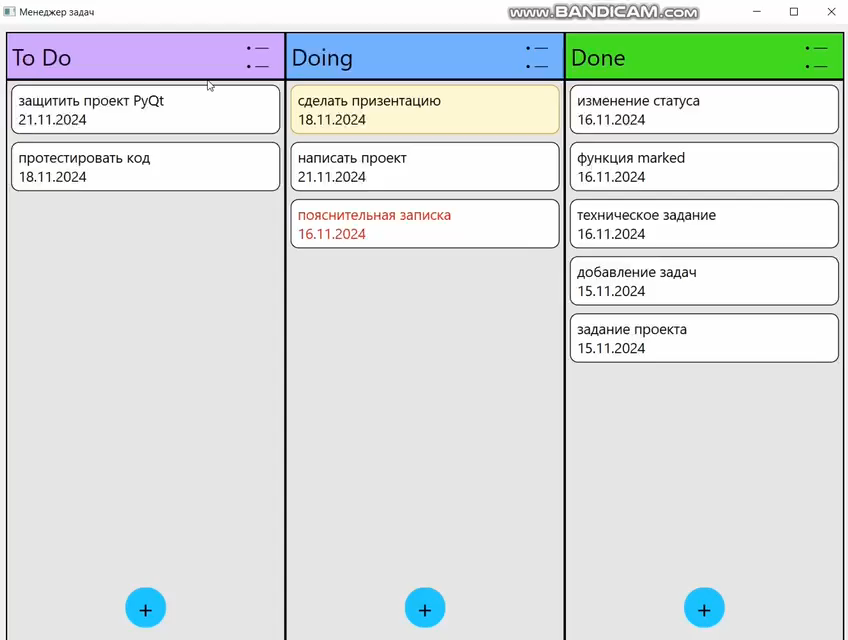 Менеджер задач
www.BANDICAM.com
To Do
защитить проект PyQt
21.11.2024
протестировать код
18.11.2024
Doing
сделать призентацию
18.11.2024
написать проект
21.11.2024
пояснительная записка
16.11.2024
Done
изменение статуса
16.11.2024
функция marked
16.11.2024
техническое задание
16.11.2024
добавление задач
15.11.2024
задание проекта
15.11.2024
+
+
+